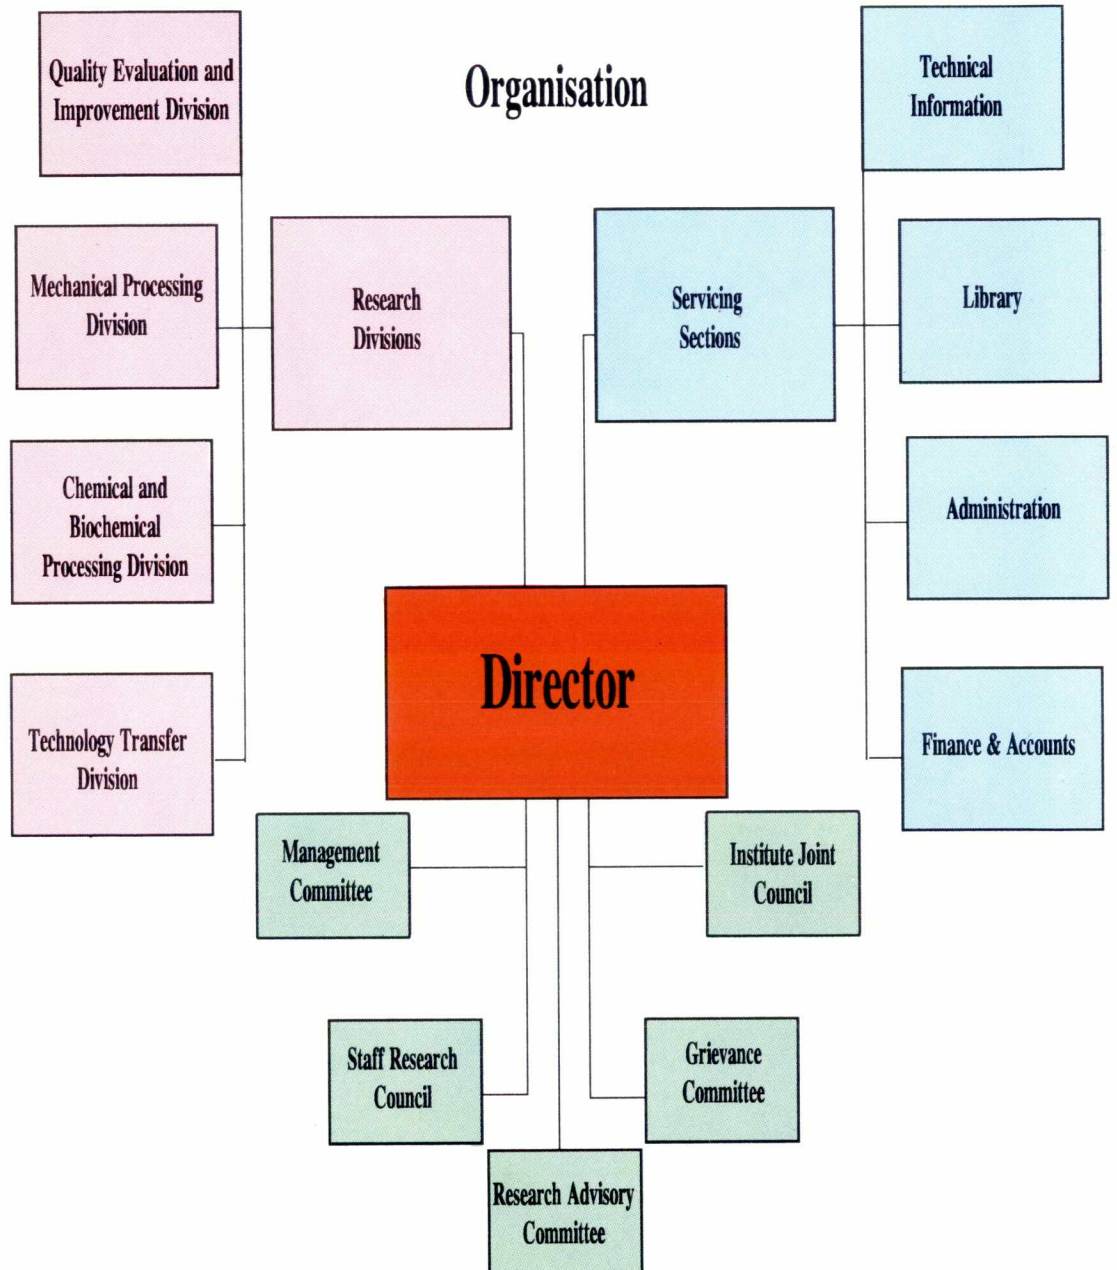 Organisation
Quality Evaluation and
Improvement Division
Technical
Information
Mechanical Processing
Division
Research
Divisions
Servicing
Sections
Library
Chemical and
Biochemical
Processing Division
Administration
Director
Technology Transfer
Division
Finance & Accounts
Management
Committee
Institute Joint
Council
Staff Research
Council
Grievance
Committee
Research Advisory
Committee